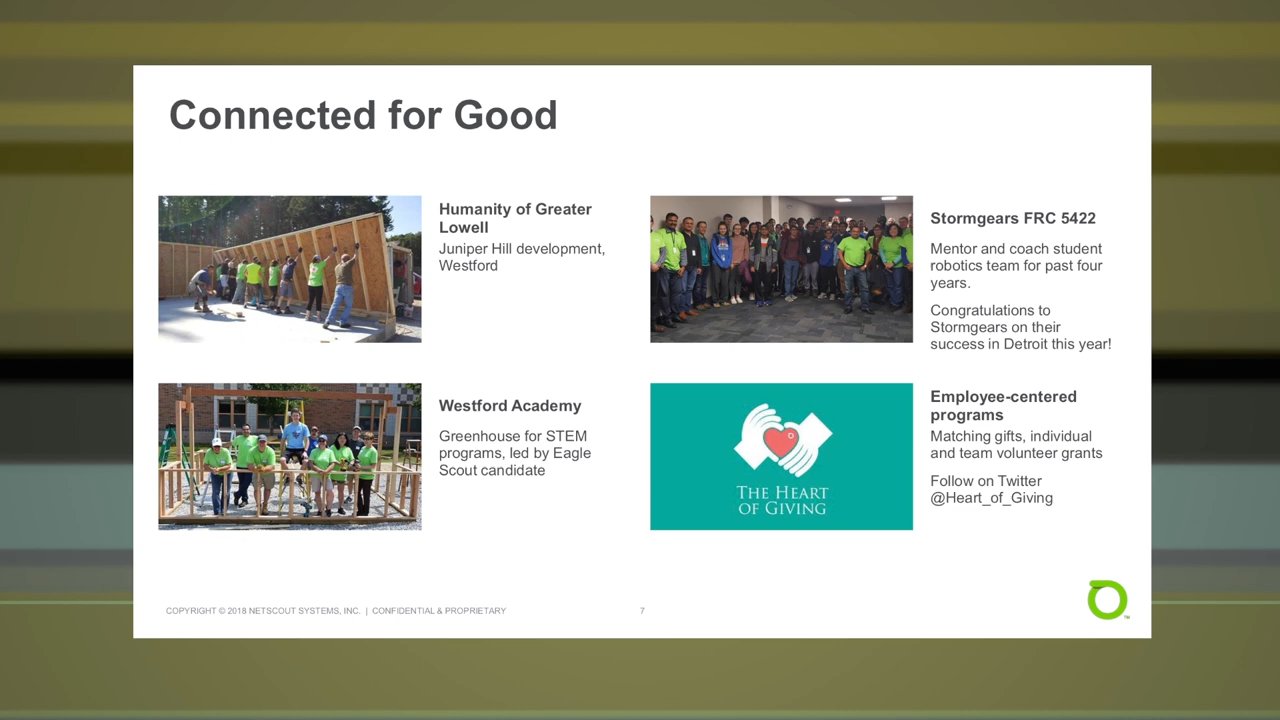 Connected for Good
Humanity of Greater
Lowell
Juniper Hill development,
Westford
Stormgears FRC 5422
Mentor and coach student
robotics team for past four
years.
Congratulations to
Stormgears on their
success in Detroit this year!
Westford Academy
Greenhouse for STEM
programs, led by Eagle
Scout candidate
THE HEART
OF GIVING
Employee-centered
programs
Matching gifts, individual
and team volunteer grants
Follow on Twitter
@Heart_of_Giving
COPYRIGHT © 2018 NETSCOUT SYSTEMS, INC. | CONFIDENTIAL & PROPRIETARY
7
TM